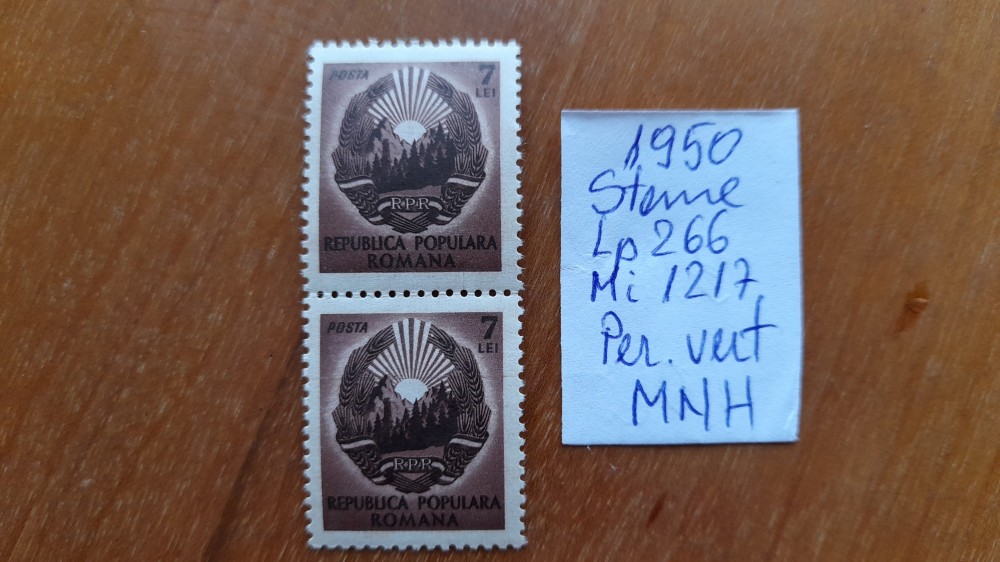 POSTA
7
LEI
R·P·R
REPUBLICA POPULARA
ROMANA
POSTA
7
LEI
R·P·R
REPUBLICA POPULARA
ROMANA
1950
Steme
Lp 266
Mi 1217
Per. vert
MNH